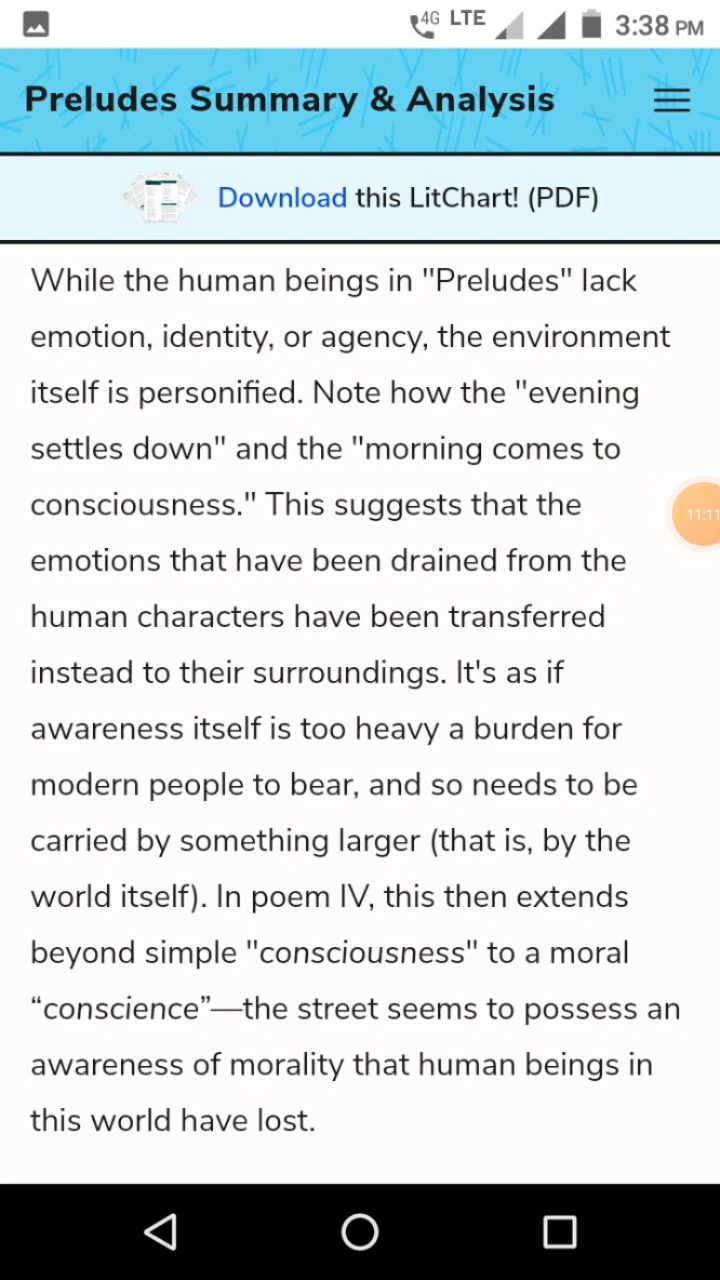 4G LTE 3:38 PM
Preludes Summary & Analysis
Download this LitChart! (PDF)
While the human beings in "Preludes" lack
emotion, identity, or agency, the environment
itself is personified. Note how the "evening
settles down" and the "morning comes to
consciousness." This suggests that the
11:11
emotions that have been drained from the
human characters have been transferred
instead to their surroundings. It's as if
awareness itself is too heavy a burden for
modern people to bear, and so needs to be
carried by something larger (that is, by the
world itself). In poem IV, this then extends
beyond simple "consciousness" to a moral
“conscience”—the street seems to possess an
awareness of morality that human beings in
this world have lost.